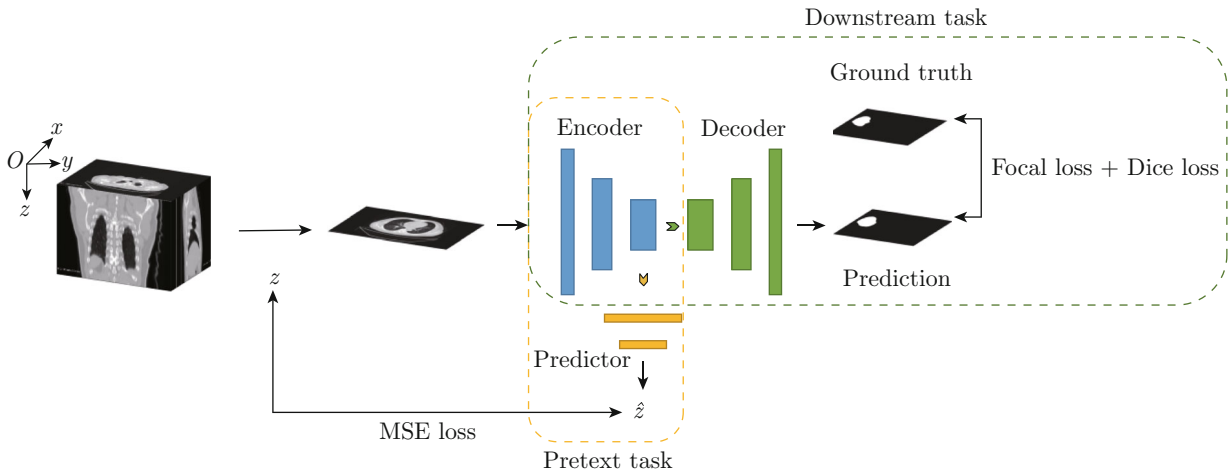 Downstream task
Ground truth
Encoder
Decoder
x
O
y
z
Focal loss + Dice loss
z
Prediction
Predictor
ẑ
MSE loss
Pretext task